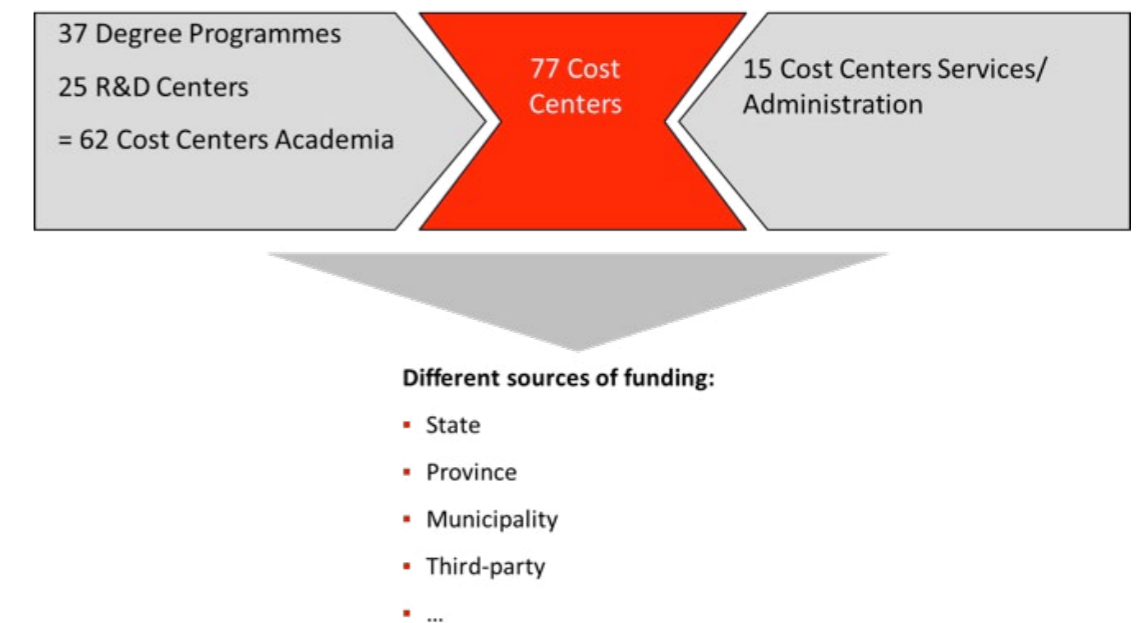 37 Degree Programmes
25 R&D Centers
= 62 Cost Centers Academia
77 Cost
Centers
15 Cost Centers Services/
Administration
Different sources of funding:
▪ State
▪ Province
▪ Municipality
▪ Third-party
▪ ...